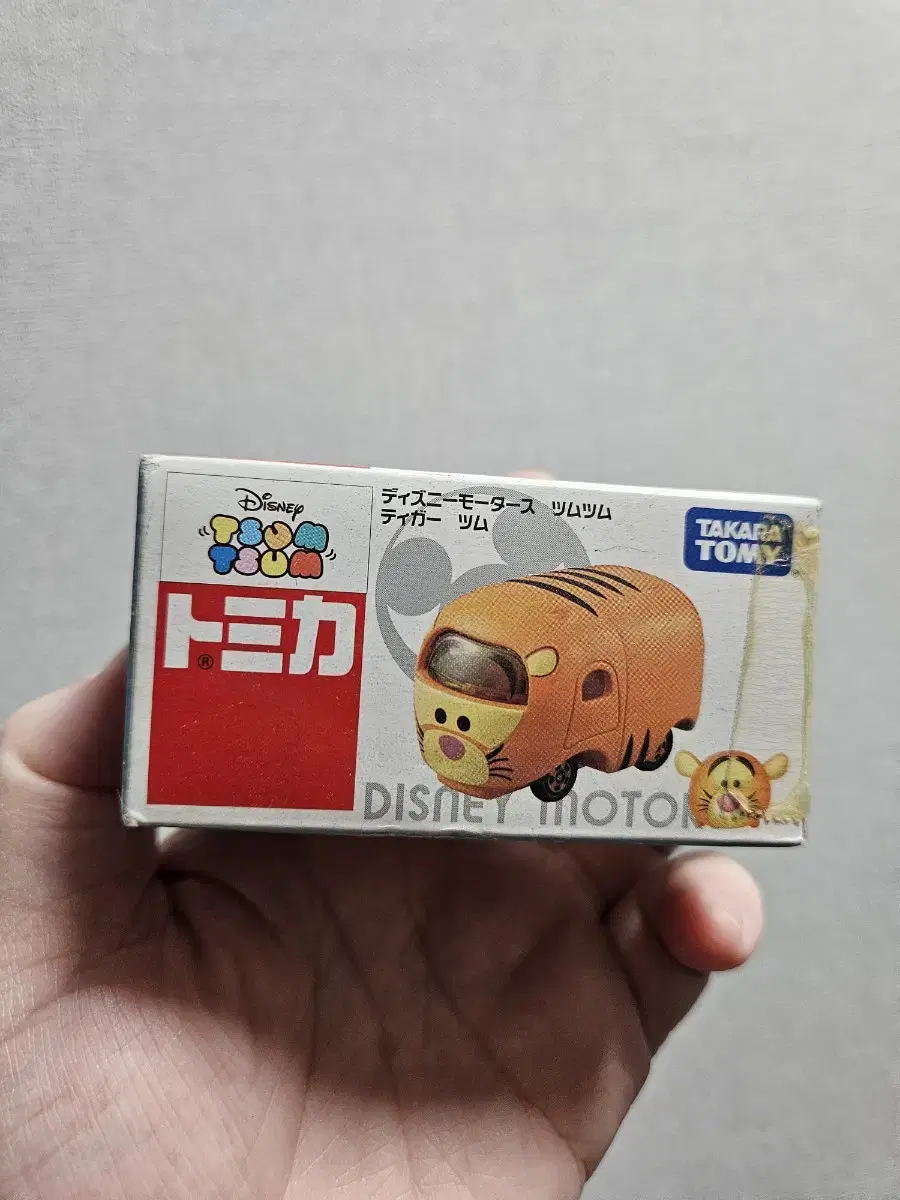 Disney
TSUM
TSUM
トミカ
®
ディズニーモータース ツムツム
ティガー ツム
TAKARA
TOMY
DISNEY MOTOR